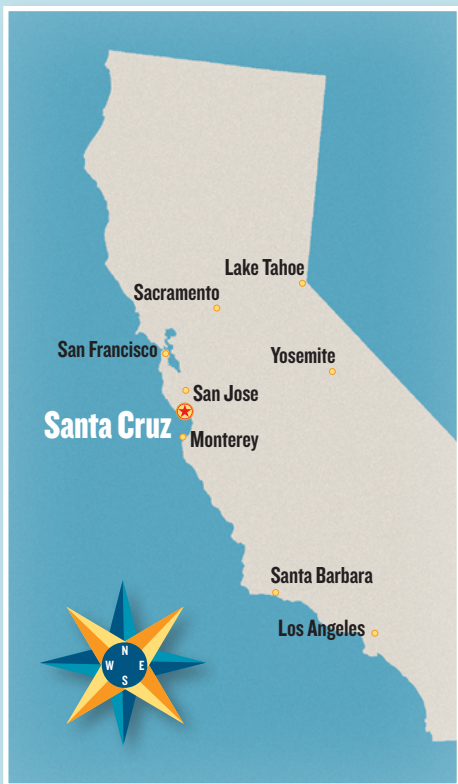 Lake Tahoe
Sacramento
San Francisco
Yosemite
San Jose
Santa Cruz
Monterey
Santa Barbara
Los Angeles
N
W E
S